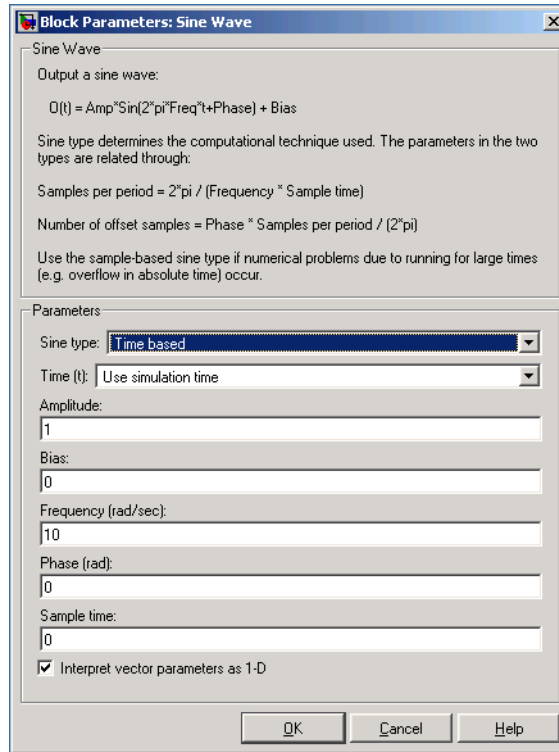 Block Parameters: Sine Wave
Sine Wave
Output a sine wave:
O(t) = Amp*Sin(2*pi*Freq*t+Phase) + Bias
Sine type determines the computational technique used. The parameters in the two
types are related through:
Samples per period = 2*pi / (Frequency * Sample time)
Number of offset samples = Phase * Samples per period / (2*pi)
Use the sample-based sine type if numerical problems due to running for large times
(e.g. overflow in absolute time) occur.
Parameters
Sine type: Time based
Time (t): Use simulation time
Amplitude:
1
Bias:
0
Frequency (rad/sec):
10
Phase (rad):
0
Sample time:
0
Interpret vector parameters as 1-D
OK Cancel Help